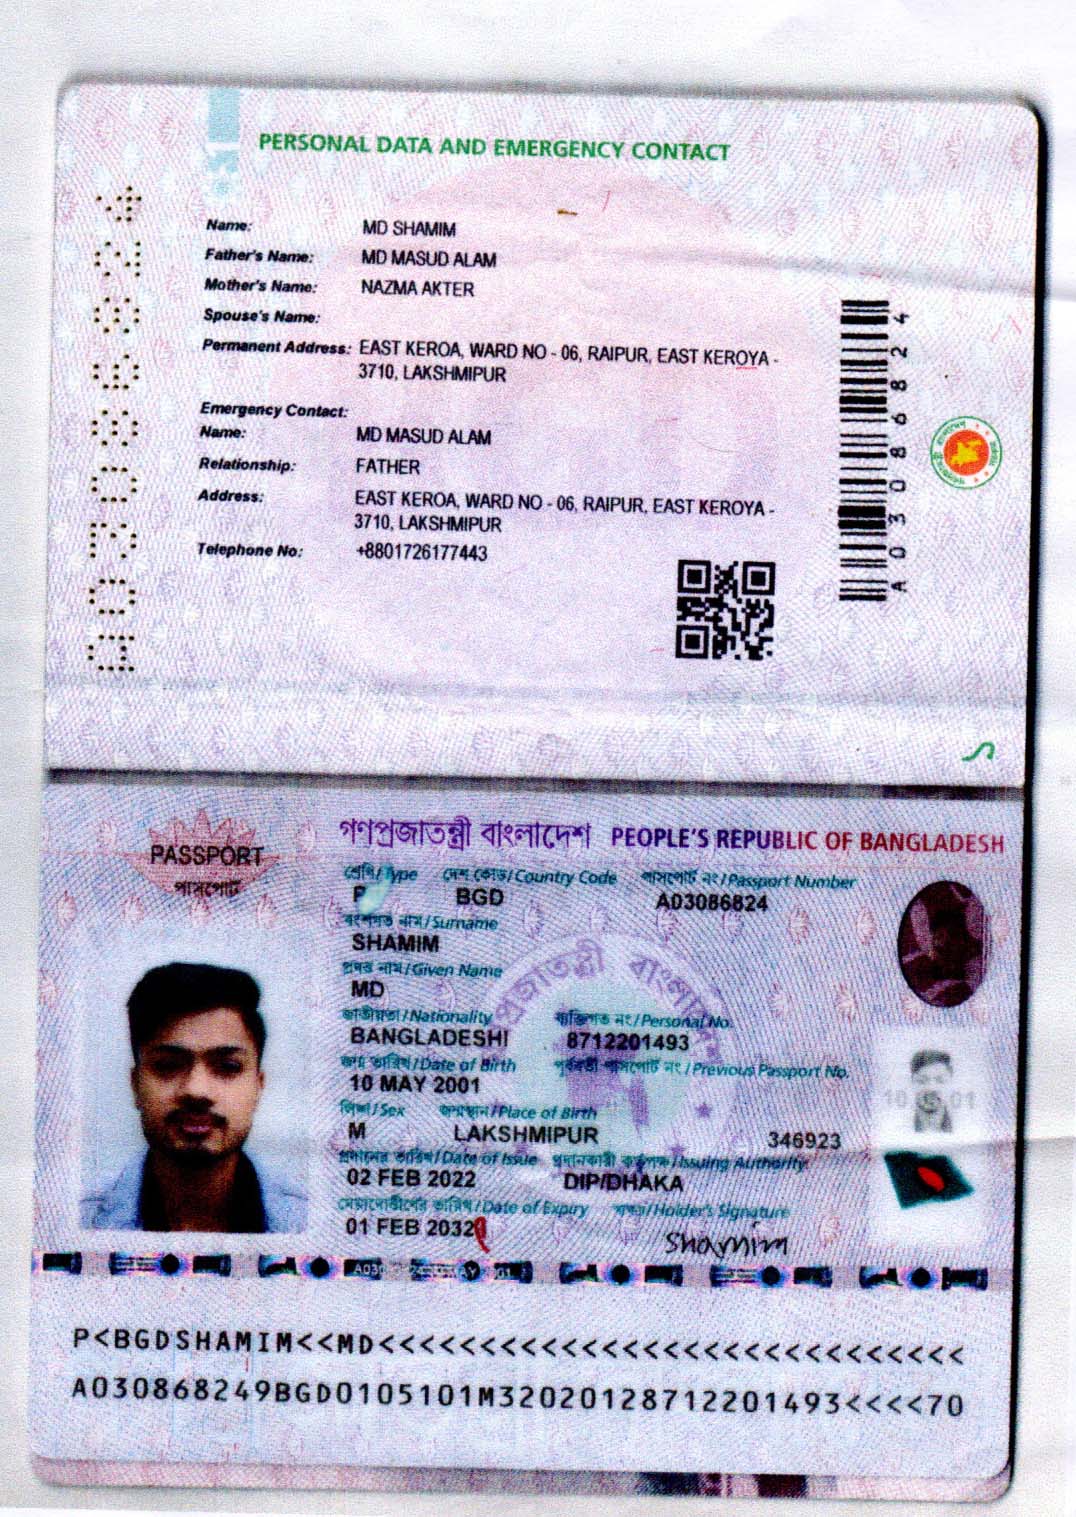 PERSONAL DATA AND EMERGENCY CONTACT
Name: MD SHAMIM
Father's Name: MD MASUD ALAM
Mother's Name: NAZMA AKTER
Spouse's Name:
Permanent Address: EAST KEROA, WARD NO - 06, RAIPUR, EAST KEROYA -
3710, LAKSHMIPUR
Emergency Contact:
Name: MD MASUD ALAM
Relationship: FATHER
Address: EAST KEROA, WARD NO - 06, RAIPUR, EAST KEROYA -
3710, LAKSHMIPUR
Telephone No: +8801726177443
A03086824
A03086824
গণপ্রজাতন্ত্রী বাংলাদেশ PEOPLE'S REPUBLIC OF BANGLADESH
PASSPORT
পাসপোর্ট
শ্রেণি/Type দেশ কোড/Country Code পাসপোর্ট নং/Passport Number
P BGD A03086824
বংশগত নাম/Surname
SHAMIM
প্রদত্ত নাম/Given Name
MD
জাতীয়তা/Nationality ব্যক্তিগত নং/Personal No.
BANGLADESHI 8712201493
জন্ম তারিখ/Date of Birth পূর্ববর্তী পাসপোর্ট নং/Previous Passport No.
10 MAY 2001
লিঙ্গ/Sex জন্মস্থান/Place of Birth
M LAKSHMIPUR 346923
প্রদানের তারিখ/Date of Issue প্রদানকারী কর্তৃপক্ষ/Issuing Authority
02 FEB 2022 DIP/DHAKA
মেয়াদোত্তীর্ণের তারিখ/Date of Expiry স্বাক্ষর/Holder's Signature
01 FEB 2032 Shamim
P<BGDSHAMIM<<MD<<<<<<<<<<<<<<<<<<<<<<<<<<<<<
A030868249BGD0105101M32020128712201493<<<<70